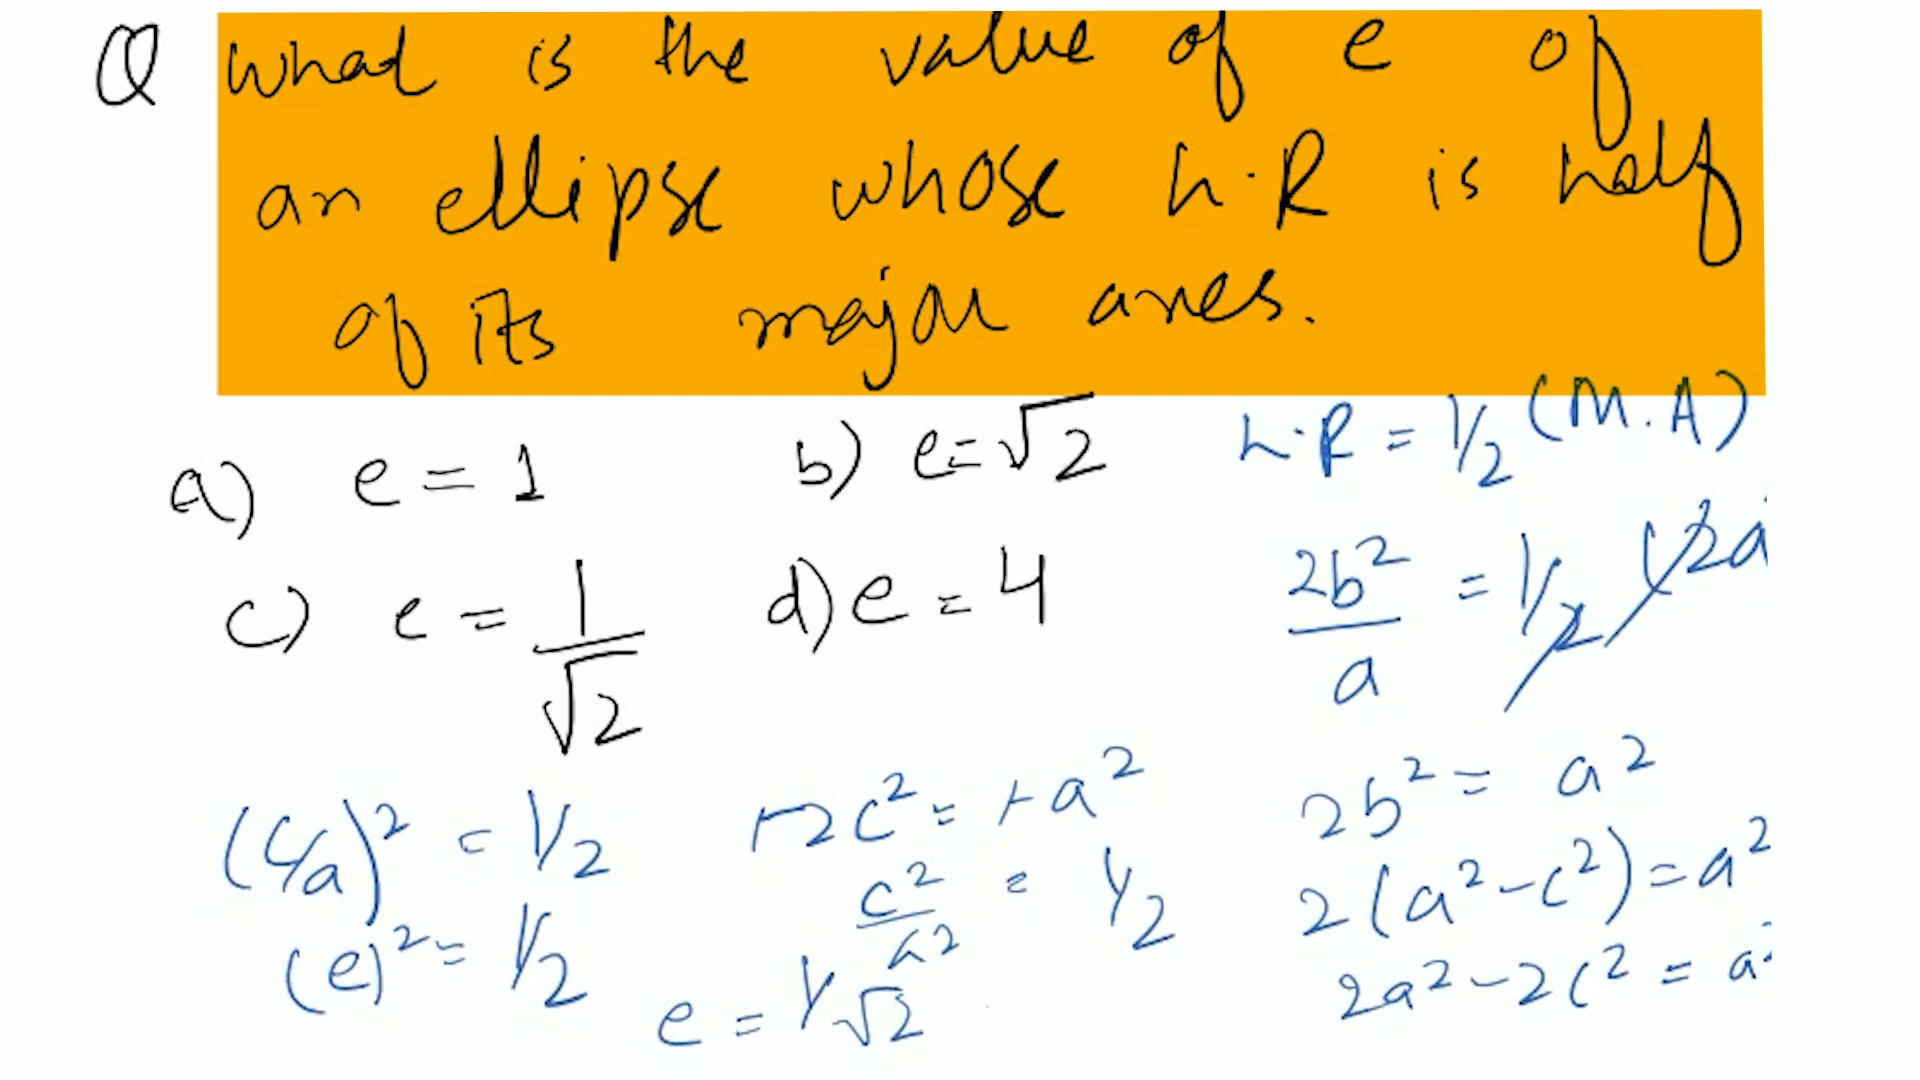 Q What is the value of e of
an ellipse whose L.R is half
of its major axes.
a) e = 1 b) e = √2
c) e = 1/√2 d) e = 4
L.R = 1/2 (M.A)
2b²/a = 1/2 (2a
2b² = a²
2(a²-c²) = a²
2a²-2c² = a²
-2c² = -a²
c²/a² = 1/2
(c/a)² = 1/2
(e)² = 1/2
e = 1/√2